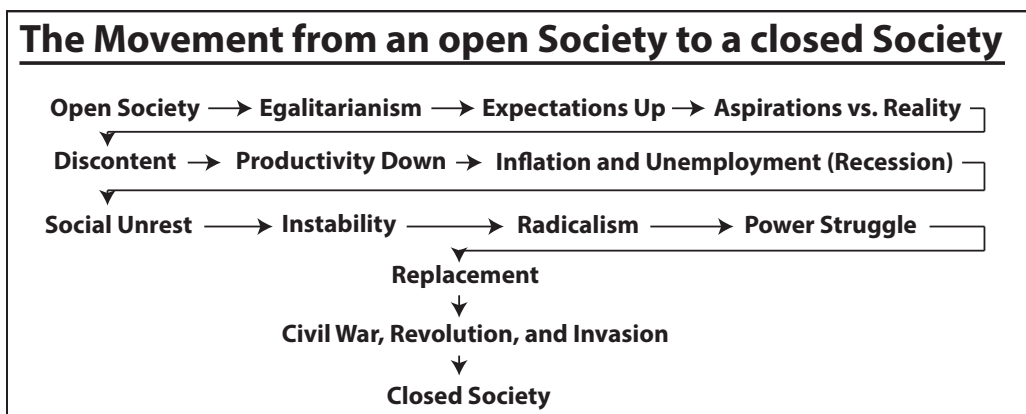 The Movement from an open Society to a closed Society
Open Society → Egalitarianism → Expectations Up → Aspirations vs. Reality
Discontent → Productivity Down → Inflation and Unemployment (Recession)
Social Unrest → Instability → Radicalism → Power Struggle
Replacement
Civil War, Revolution, and Invasion
Closed Society